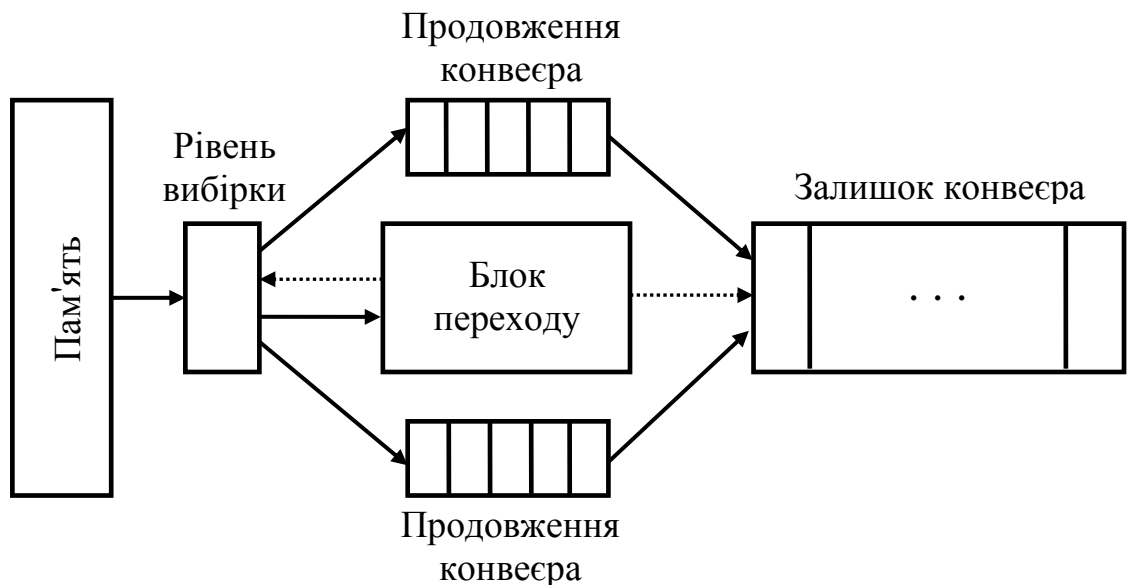 Продовження
конвеєра
Рівень
вибірки
Залишок конвеєра
Пам'ять
Блок
переходу
. . .
Продовження
конвеєра